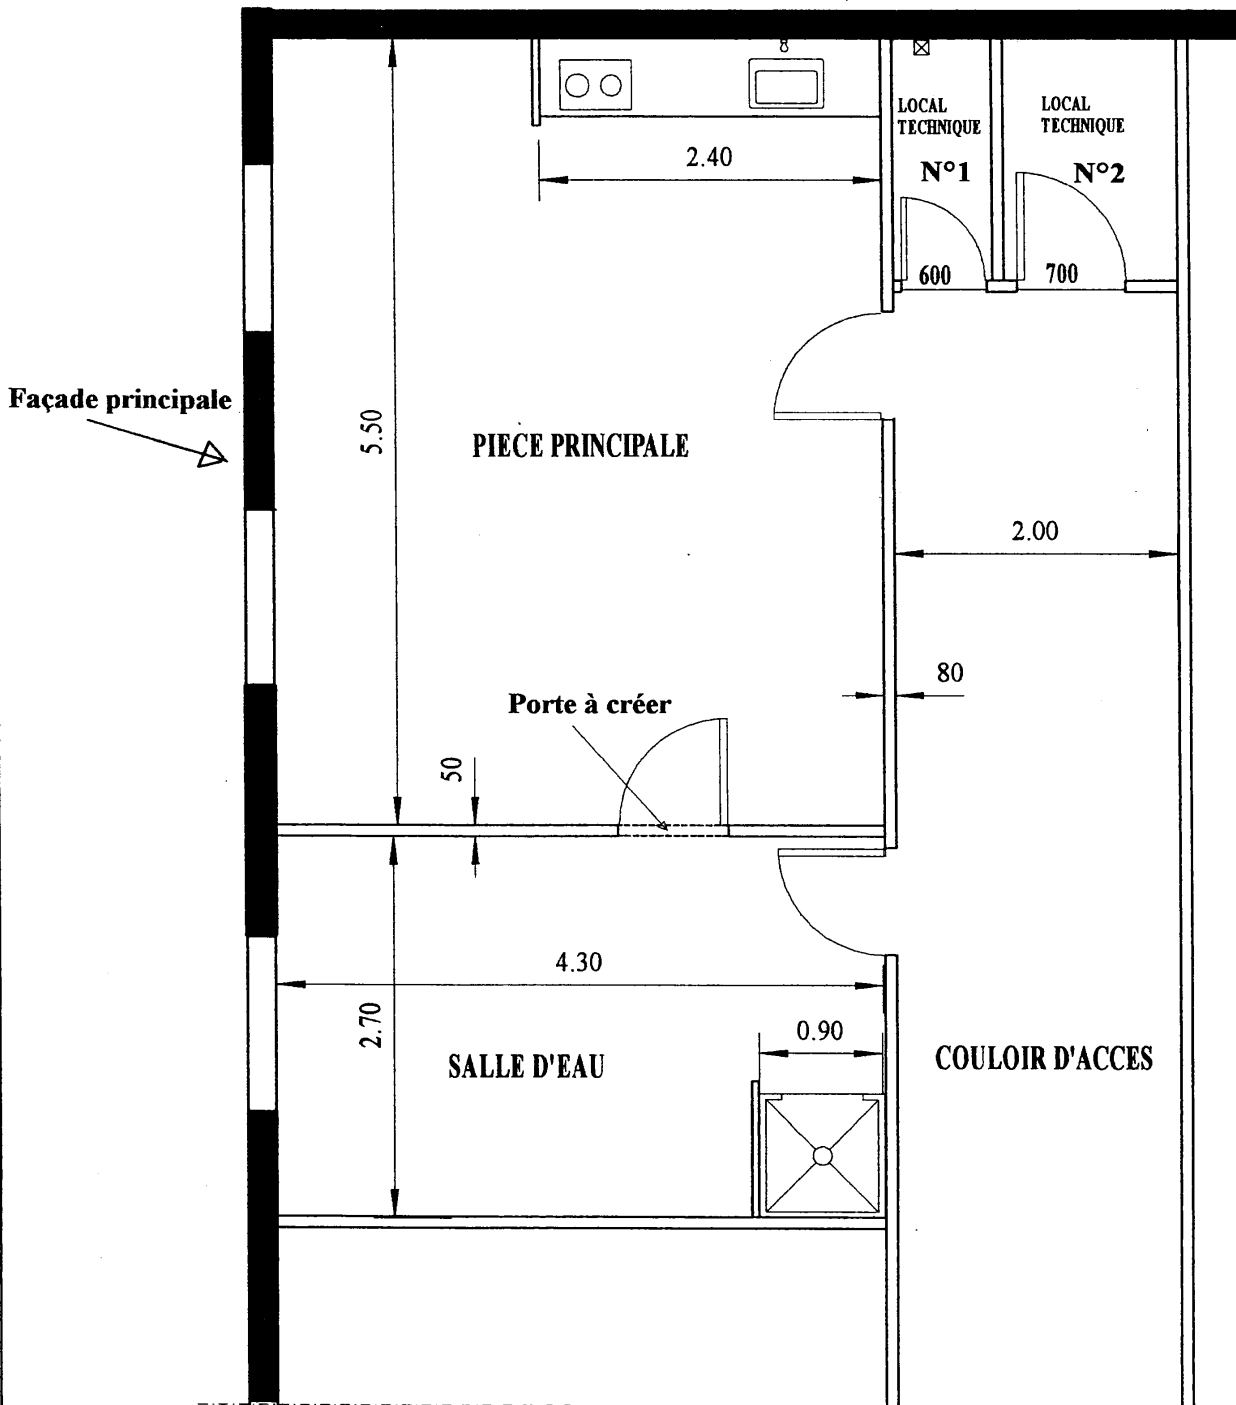 LOCAL
TECHNIQUE
N°1
LOCAL
TECHNIQUE
N°2
2.40
600
700
Façade principale
5.50
PIECE PRINCIPALE
2.00
80
Porte à créer
50
4.30
2.70
0.90
SALLE D'EAU
COULOIR D'ACCES